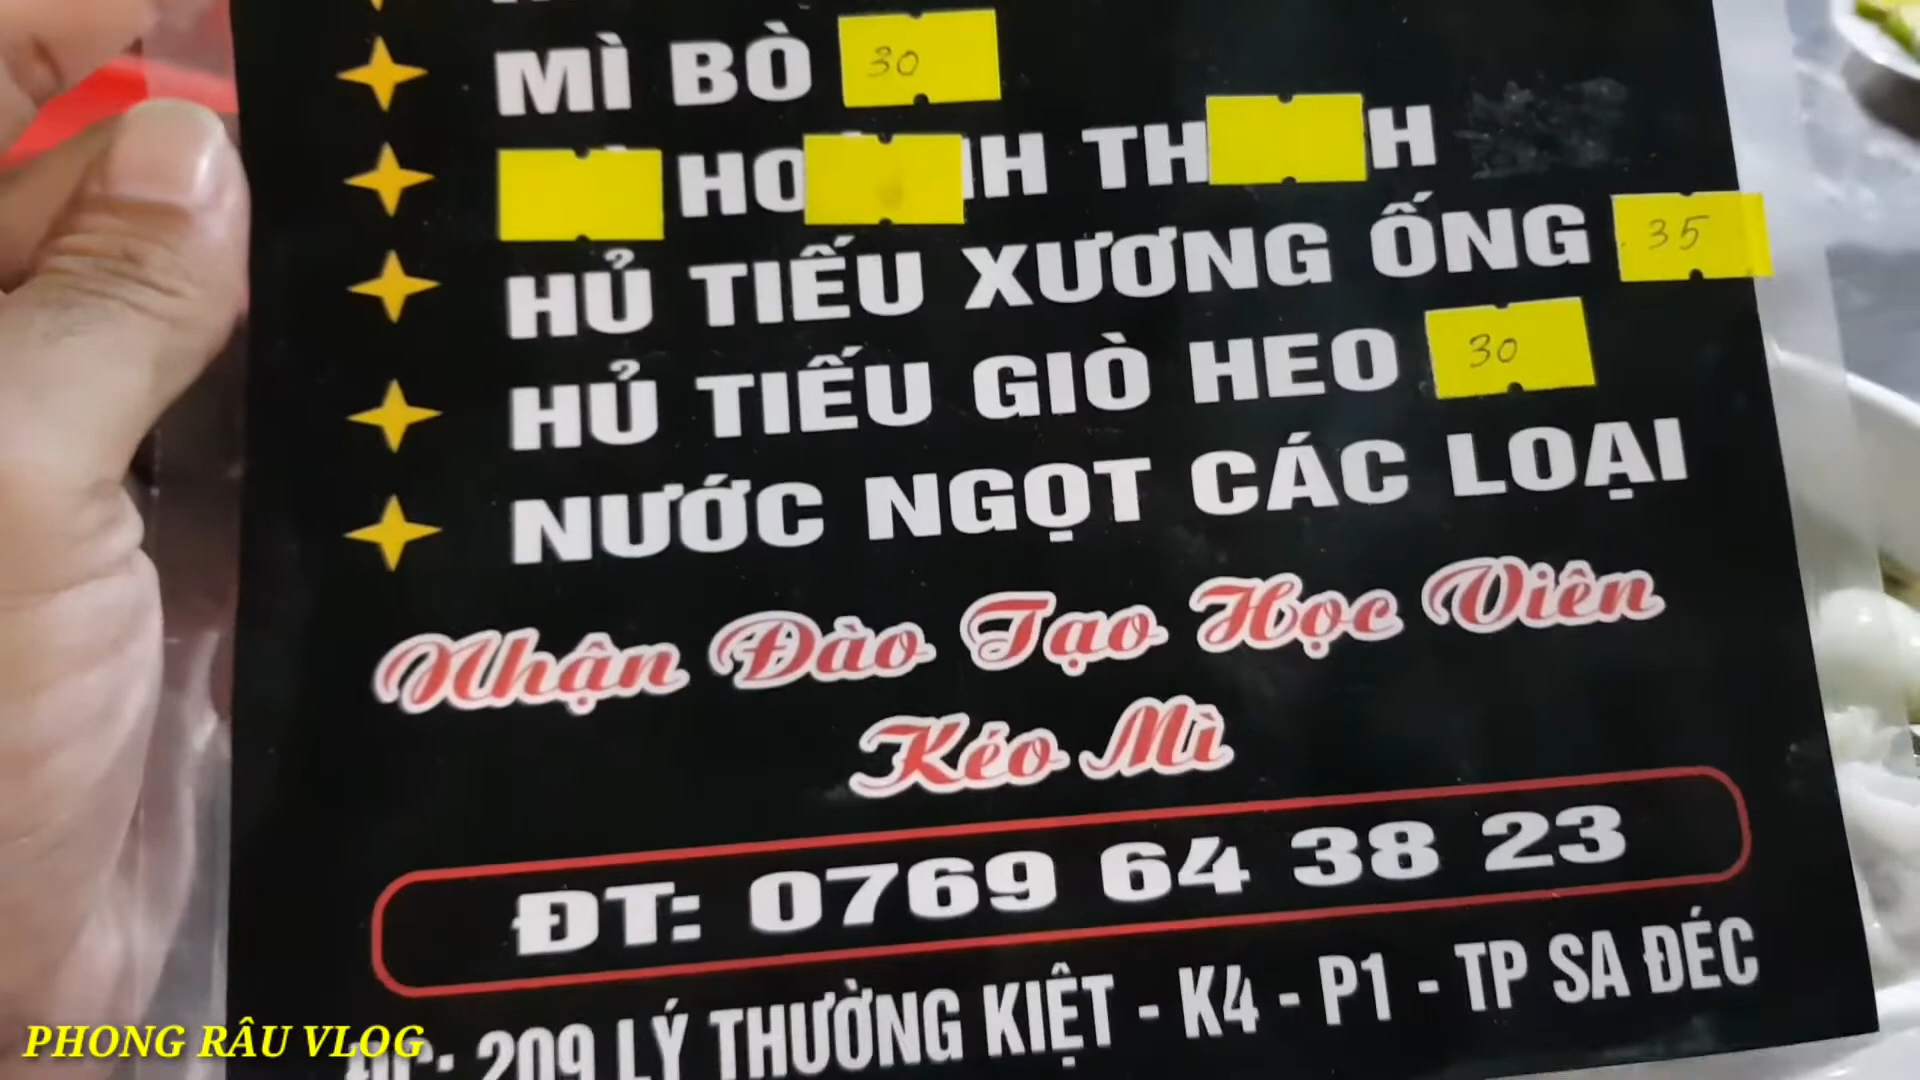 MÌ BÒ 30
HỦ TIẾU XƯƠNG ỐNG 35
HỦ TIẾU GIÒ HEO 30
NƯỚC NGỌT CÁC LOẠI
Nhận Đào Tạo Học Viên
Kéo Mì
ĐT: 0769 64 38 23
209 LÝ THƯỜNG KIỆT - K4 - P1 - TP SA ĐÉC
PHONG RÂU VLOG